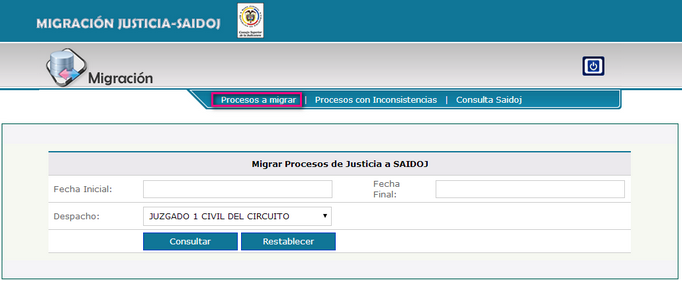 MIGRACIÓN JUSTICIA-SAIDOJ
Consejo Superior
de la Judicatura
Migración
Procesos a migrar | Procesos con Inconsistencias | Consulta Saidoj
Migrar Procesos de Justicia a SAIDOJ
Fecha Inicial:
Fecha
Final:
Despacho: JUZGADO 1 CIVIL DEL CIRCUITO
Consultar Restablecer